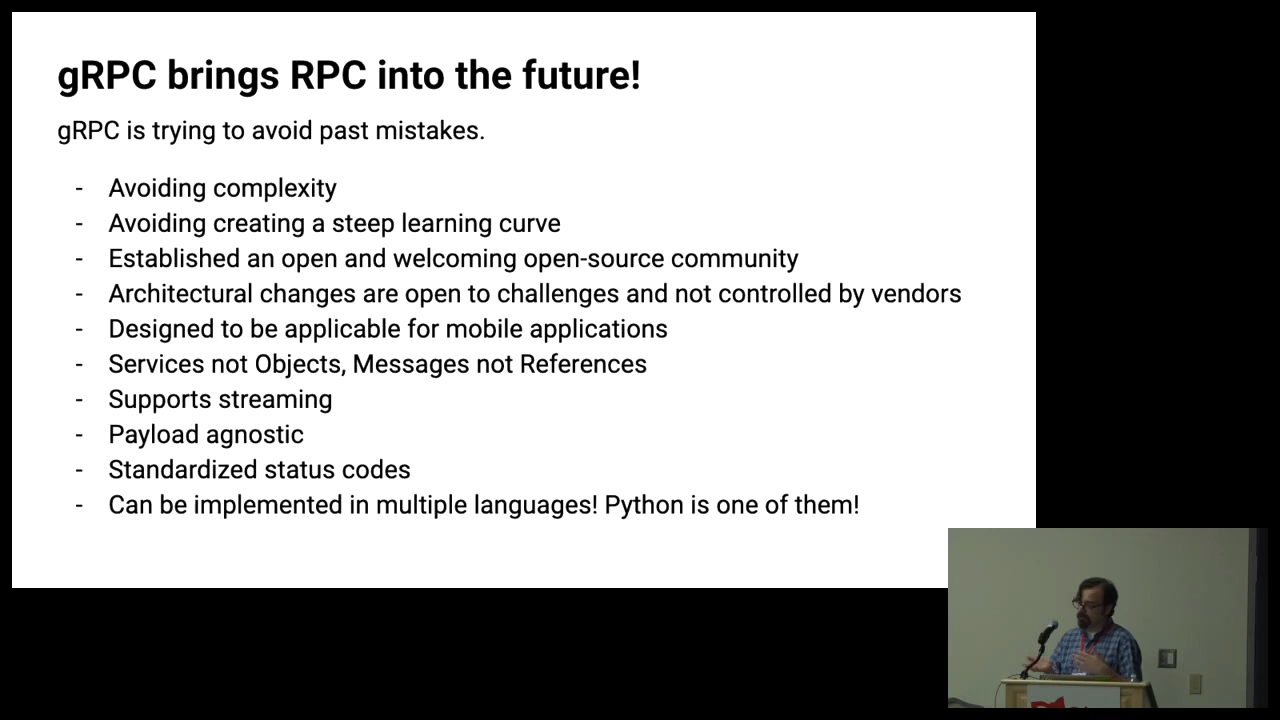 gRPC brings RPC into the future!
gRPC is trying to avoid past mistakes.
- Avoiding complexity
- Avoiding creating a steep learning curve
- Established an open and welcoming open-source community
- Architectural changes are open to challenges and not controlled by vendors
- Designed to be applicable for mobile applications
- Services not Objects, Messages not References
- Supports streaming
- Payload agnostic
- Standardized status codes
- Can be implemented in multiple languages! Python is one of them!